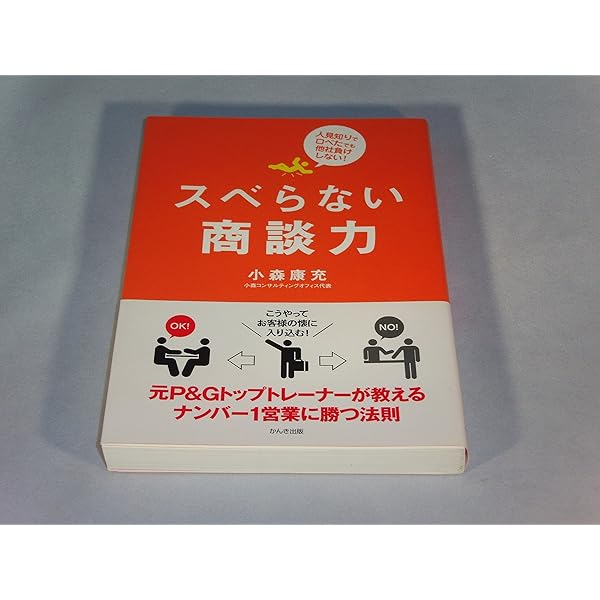 人見知りで
口べたでも
他社負け
しない!
スベらない
商談力
小森康充
小森コンサルティングオフィス代表
こうやって
お客様の懐に
入り込む!
OK!
NO!
元P&Gトップトレーナーが教える
ナンバー1営業に勝つ法則
かんき出版